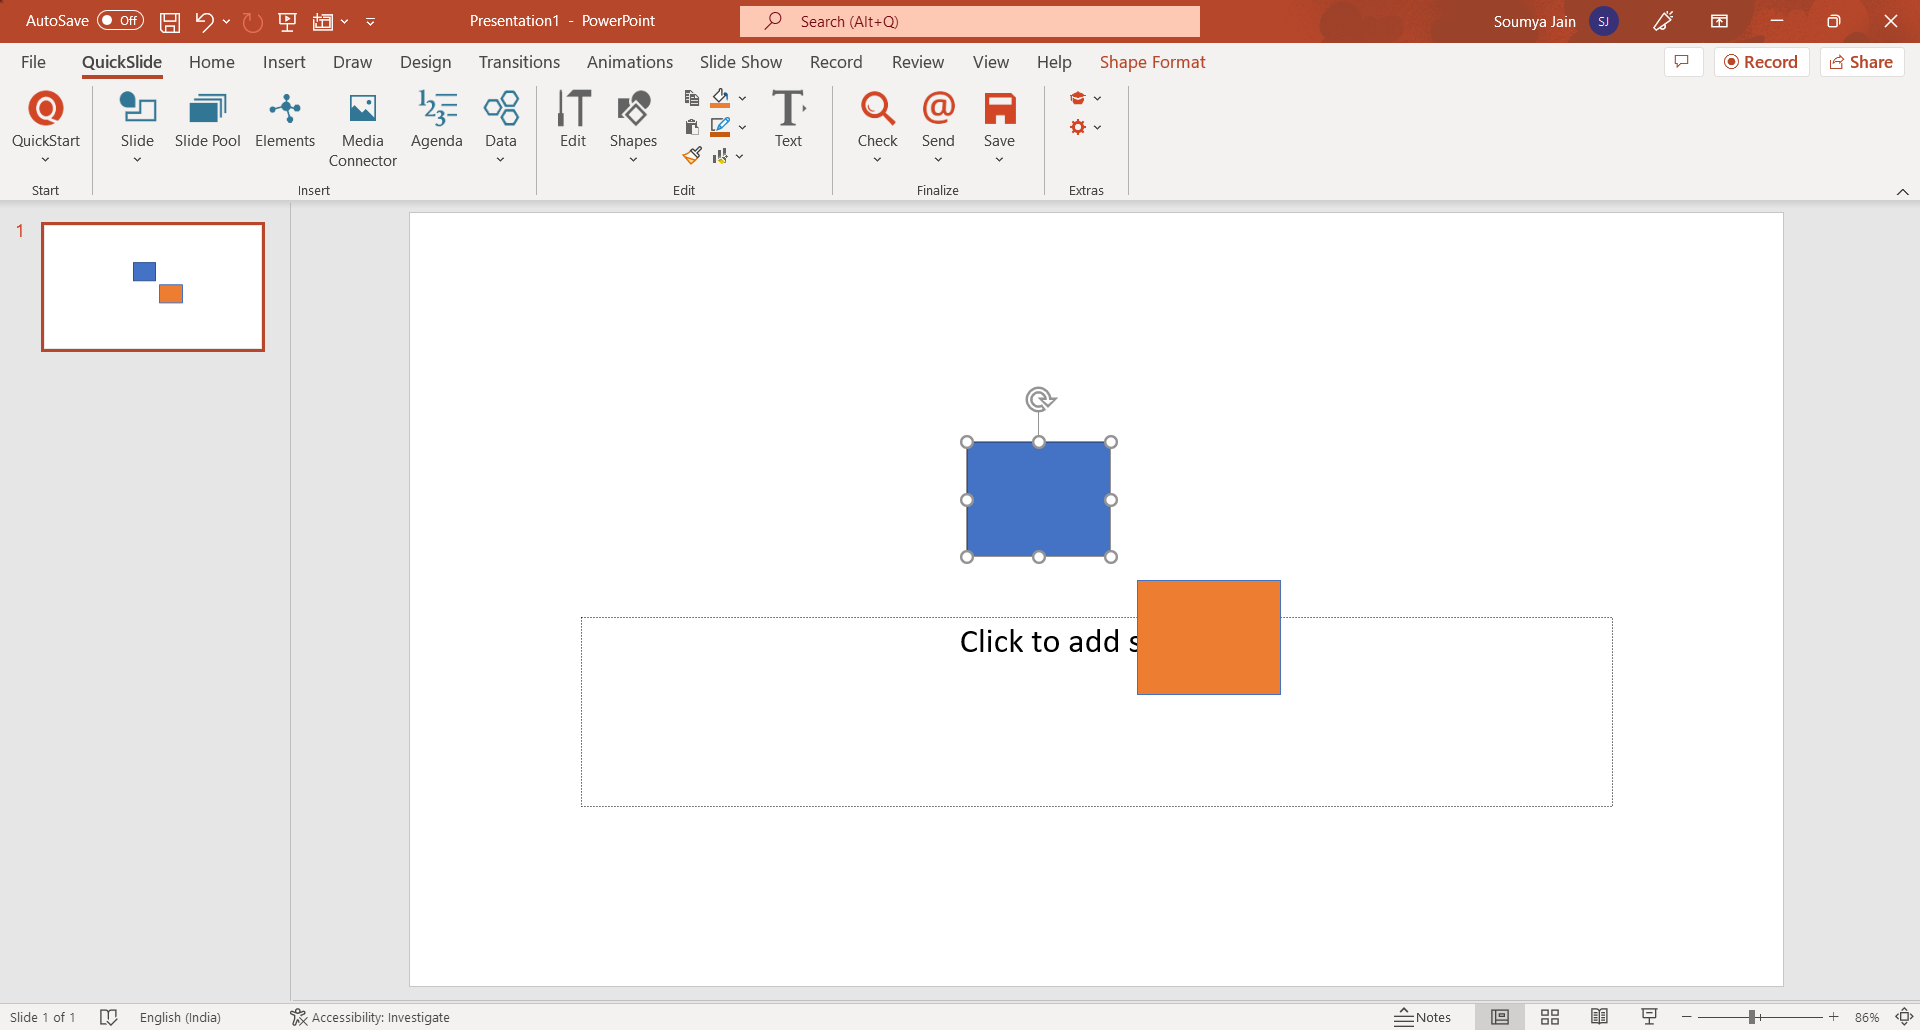 AutoSave Off Presentation1 - PowerPoint Search (Alt+Q) Soumya Jain SJ
File QuickSlide Home Insert Draw Design Transitions Animations Slide Show Record Review View Help Shape Format Record Share
QuickStart Slide Slide Pool Elements Media Connector Agenda Data Edit Shapes Text Check Send Save
Start Insert Edit Finalize Extras
1
Click to add s
Slide 1 of 1 English (India) Accessibility: Investigate Notes 86%